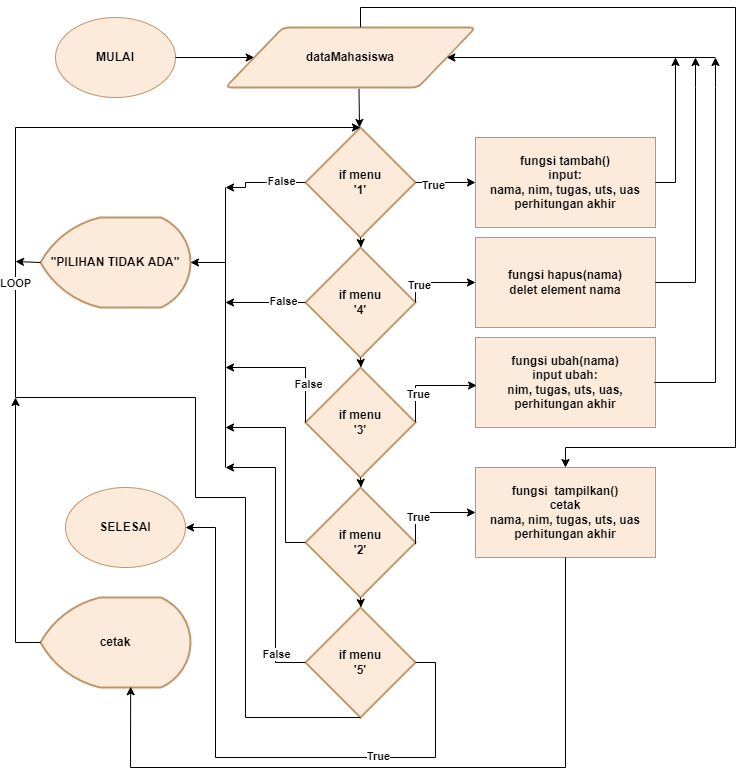 MULAI
dataMahasiswa
if menu
'1'
False
True
fungsi tambah()
input:
nama, nim, tugas, uts, uas
perhitungan akhir
"PILIHAN TIDAK ADA"
LOOP
if menu
'4'
False
True
fungsi hapus(nama)
delet element nama
if menu
'3'
False
True
fungsi ubah(nama)
input ubah:
nim, tugas, uts, uas,
perhitungan akhir
SELESAI
if menu
'2'
True
fungsi tampilkan()
cetak
nama, nim, tugas, uts, uas
perhitungan akhir
cetak
if menu
'5'
False
True